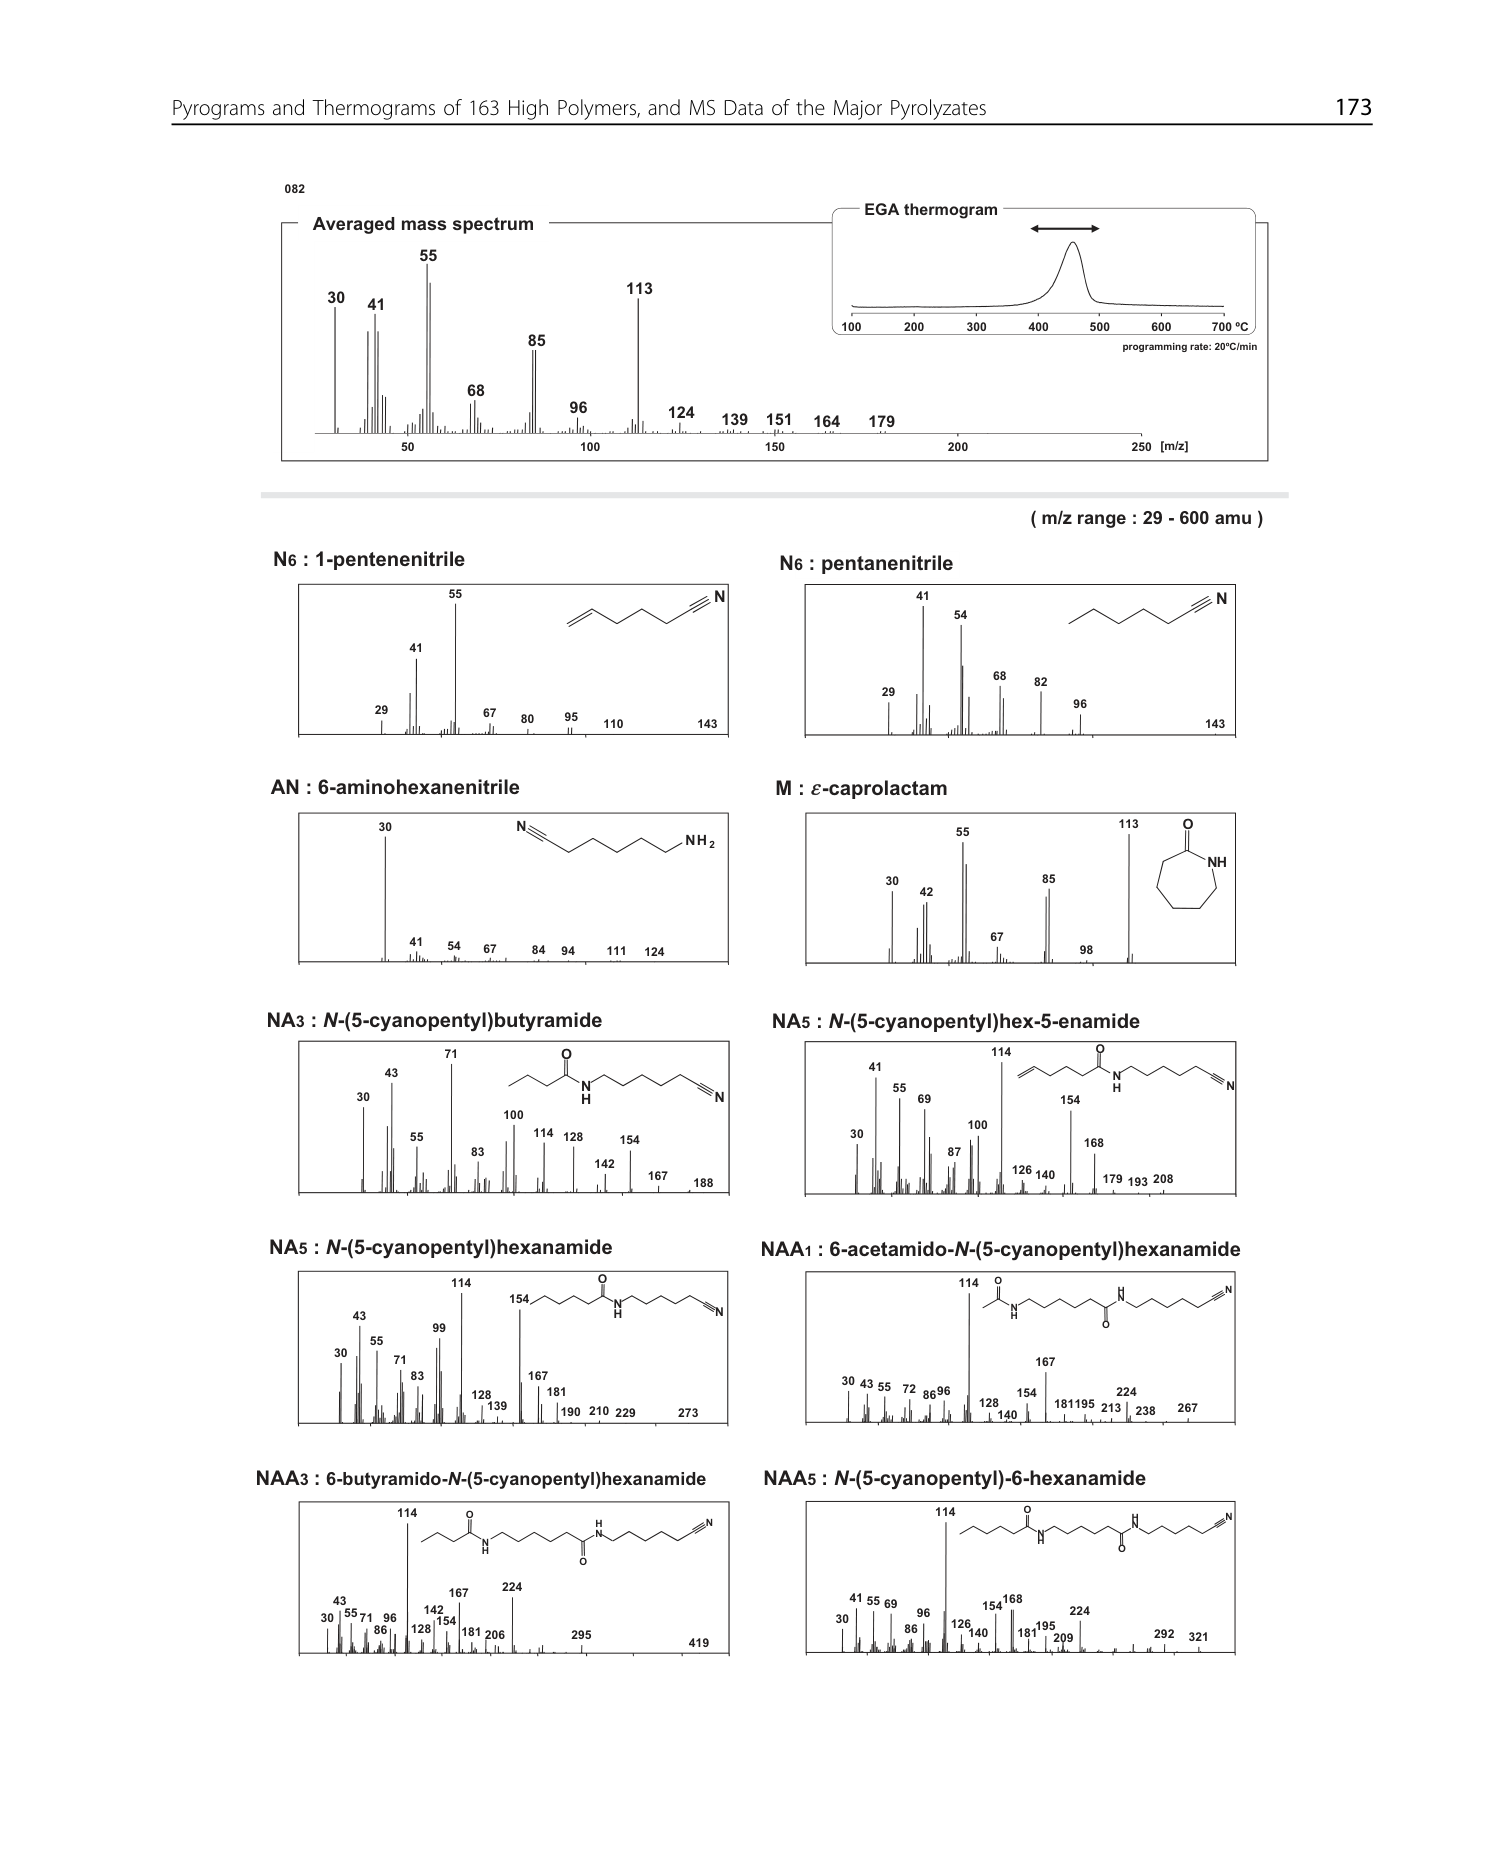 Pyrograms and Thermograms of 163 High Polymers, and MS Data of the Major Pyrolyzates 173
082
Averaged mass spectrum
EGA thermogram
100 200 300 400 500 600 700 ºC
programming rate: 20ºC/min
30 41 55 68 85 96 113 124 139 151 164 179
50 100 150 200 250 [m/z]
( m/z range : 29 - 600 amu )
N6 : 1-pentenenitrile
29 41 55 67 80 95 110 143
N
N6 : pentanenitrile
29 41 54 68 82 96 143
N
AN : 6-aminohexanenitrile
30 41 54 67 84 94 111 124
N NH2
M : ε-caprolactam
30 42 55 67 85 98 113
O NH
NA3 : N-(5-cyanopentyl)butyramide
30 43 55 71 83 100 114 128 142 154 167 188
O N H N
NA5 : N-(5-cyanopentyl)hex-5-enamide
30 41 55 69 87 100 114 126 140 154 168 179 193 208
O N H N
NA5 : N-(5-cyanopentyl)hexanamide
30 43 55 71 83 99 114 128 139 154 167 181 190 210 229 273
O N H N
NAA1 : 6-acetamido-N-(5-cyanopentyl)hexanamide
30 43 55 72 86 96 114 128 140 154 167 181 195 213 224 238 267
O N H H N O N
NAA3 : 6-butyramido-N-(5-cyanopentyl)hexanamide
30 43 55 71 86 96 114 128 142 154 167 181 206 224 295 419
O N H H N O N
NAA5 : N-(5-cyanopentyl)-6-hexanamide
30 41 55 69 86 96 114 126 140 154 168 181 195 209 224 292 321
O N H H N O N